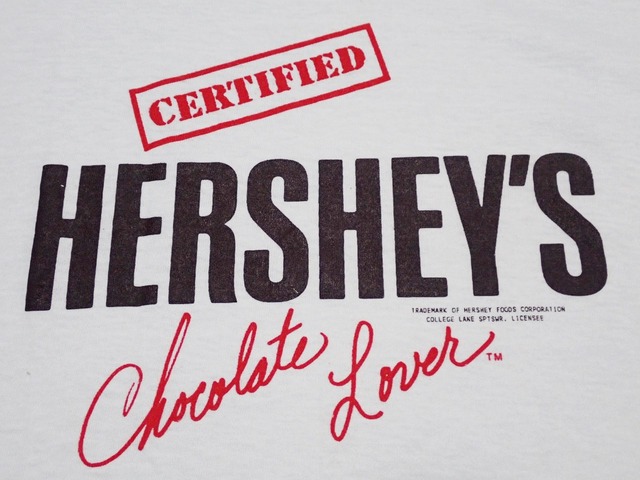 CERTIFIED
HERSHEY'S
TRADEMARK OF HERSHEY FOODS CORPORATION
COLLEGE LANE SPTSWR. LICENSEE
Chocolate Lover ™